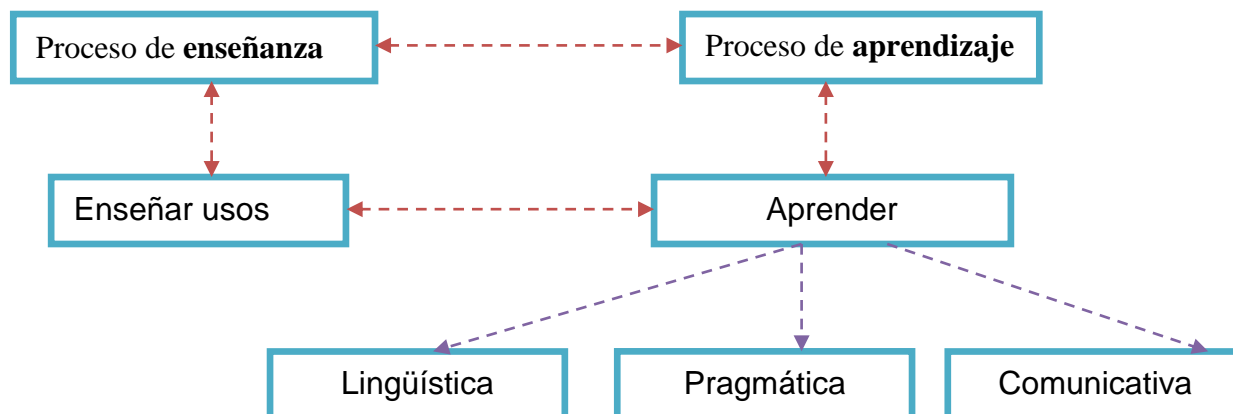 Proceso de enseñanza
Proceso de aprendizaje
Enseñar usos
Aprender
Lingüística
Pragmática
Comunicativa